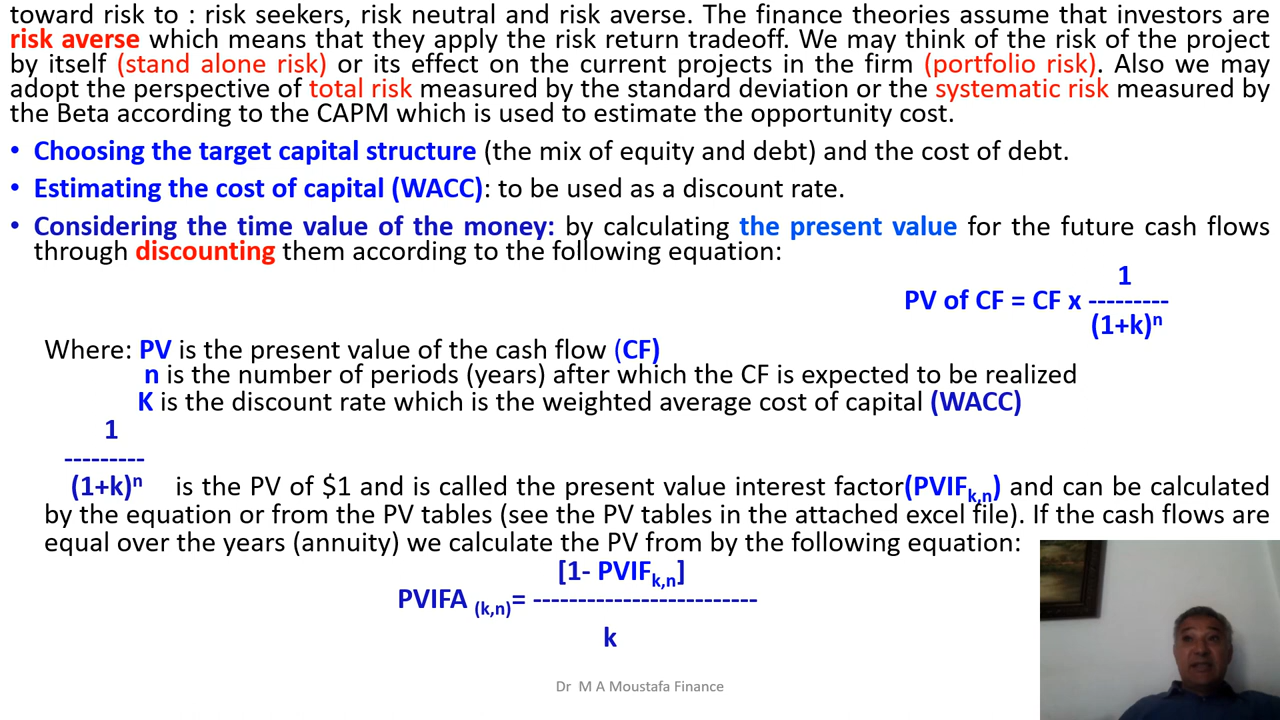 toward risk to : risk seekers, risk neutral and risk averse. The finance theories assume that investors are
risk averse which means that they apply the risk return tradeoff. We may think of the risk of the project
by itself (stand alone risk) or its effect on the current projects in the firm (portfolio risk). Also we may
adopt the perspective of total risk measured by the standard deviation or the systematic risk measured by
the Beta according to the CAPM which is used to estimate the opportunity cost.
• Choosing the target capital structure (the mix of equity and debt) and the cost of debt.
• Estimating the cost of capital (WACC): to be used as a discount rate.
• Considering the time value of the money: by calculating the present value for the future cash flows
through discounting them according to the following equation:
1
PV of CF = CF x ---------
(1+k)ⁿ
Where: PV is the present value of the cash flow (CF)
n is the number of periods (years) after which the CF is expected to be realized
K is the discount rate which is the weighted average cost of capital (WACC)
1
---------
(1+k)ⁿ is the PV of $1 and is called the present value interest factor(PVIFk,n) and can be calculated
by the equation or from the PV tables (see the PV tables in the attached excel file). If the cash flows are
equal over the years (annuity) we calculate the PV from by the following equation:
[1- PVIFk,n]
PVIFA (k,n)= -------------------------
k
Dr M A Moustafa Finance